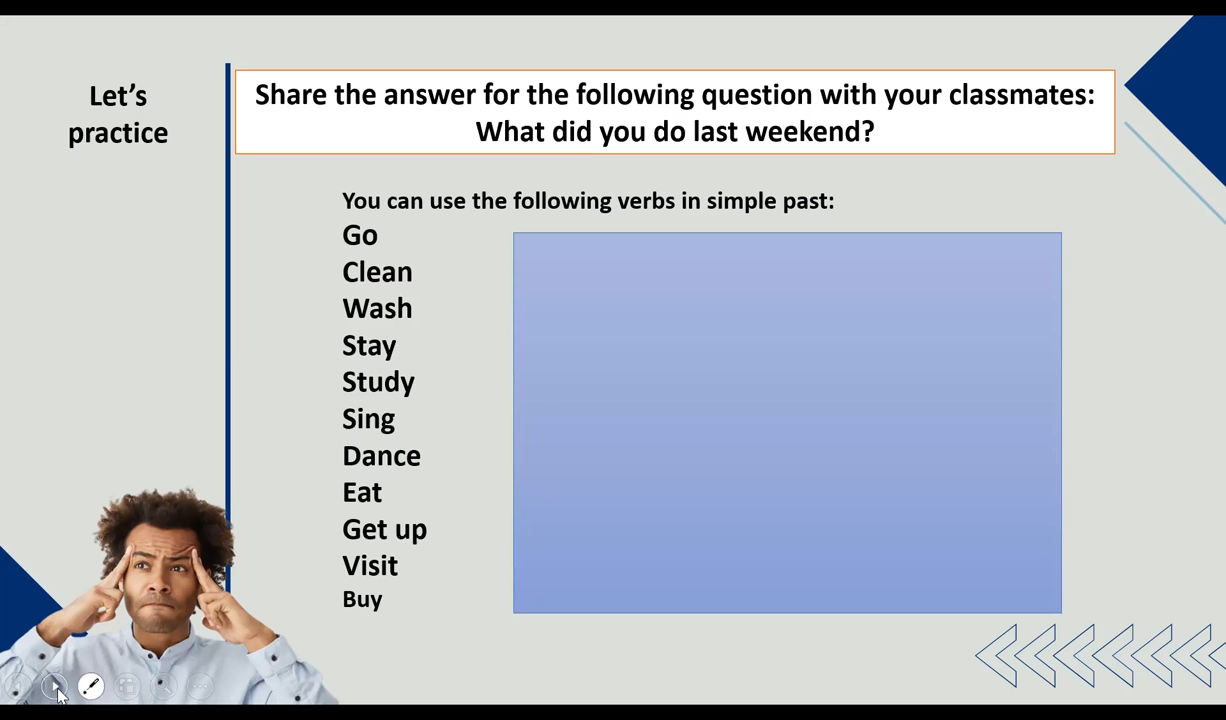 Let's
practice
Share the answer for the following question with your classmates:
What did you do last weekend?
You can use the following verbs in simple past:
Go
Clean
Wash
Stay
Study
Sing
Dance
Eat
Get up
Visit
Buy